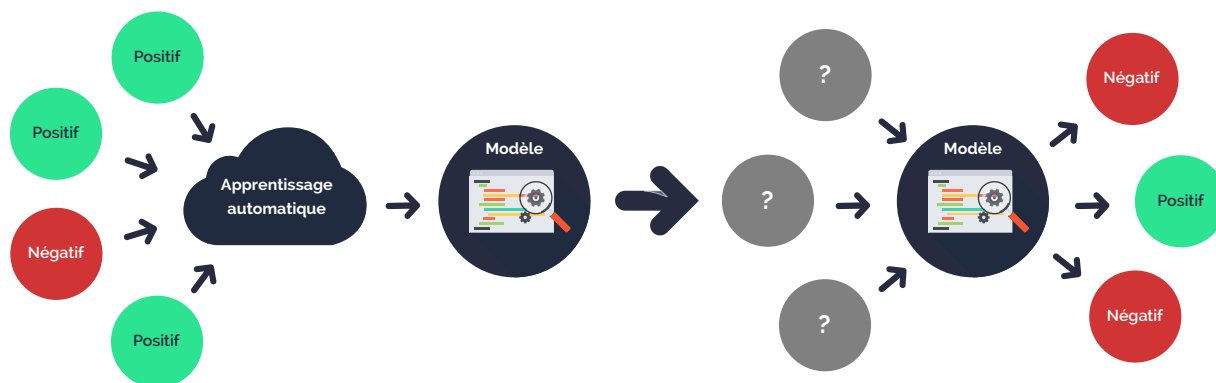 Positif
Positif
Négatif
Positif
Apprentissage
automatique
Modèle
?
?
?
Modèle
Négatif
Positif
Négatif